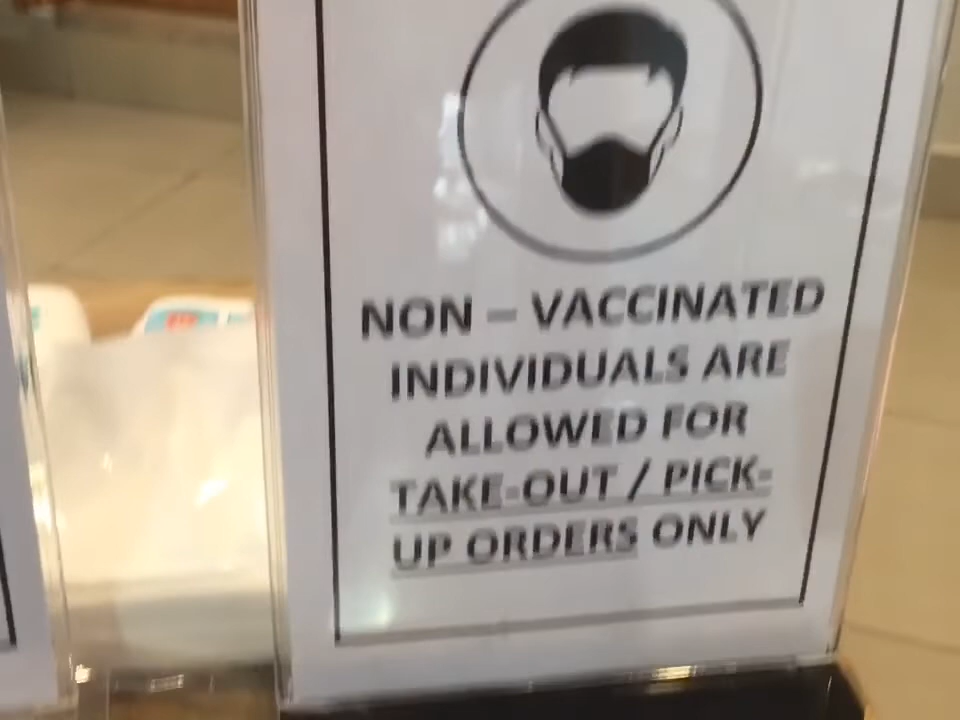 NON – VACCINATED
INDIVIDUALS ARE
ALLOWED FOR
TAKE-OUT / PICK-
UP ORDERS ONLY